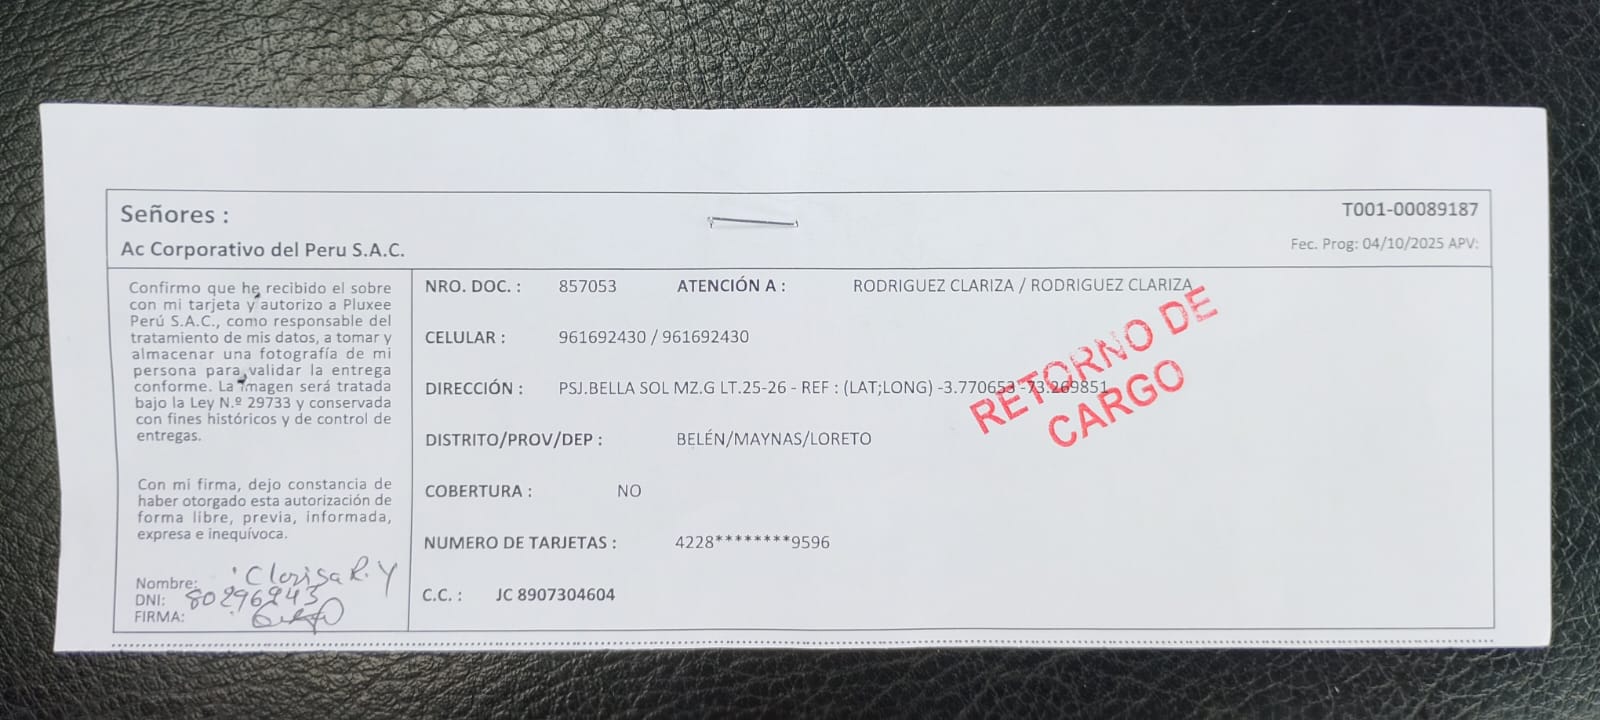 Señores :
Ac Corporativo del Peru S.A.C.
T001-00089187
Fec. Prog: 04/10/2025 APV:
Confirmo que he recibido el sobre
con mi tarjeta y autorizo a Pluxee
Perú S.A.C., como responsable del
tratamiento de mis datos, a tomar y
almacenar una fotografía de mi
persona para validar la entrega
conforme. La imagen será tratada
bajo la Ley N.º 29733 y conservada
con fines históricos y de control de
entregas.
Con mi firma, dejo constancia de
haber otorgado esta autorización de
forma libre, previa, informada,
expresa e inequívoca.
Nombre: Clarisa R. Y
DNI: 80296943
FIRMA:
NRO. DOC. : 857053 ATENCIÓN A : RODRIGUEZ CLARIZA / RODRIGUEZ CLARIZA
CELULAR : 961692430 / 961692430
DIRECCIÓN : PSJ.BELLA SOL MZ.G LT.25-26 - REF : (LAT;LONG) -3.770653 -73.269851
DISTRITO/PROV/DEP : BELÉN/MAYNAS/LORETO
COBERTURA : NO
NUMERO DE TARJETAS : 4228********9596
C.C. : JC 8907304604
RETORNO DE
CARGO